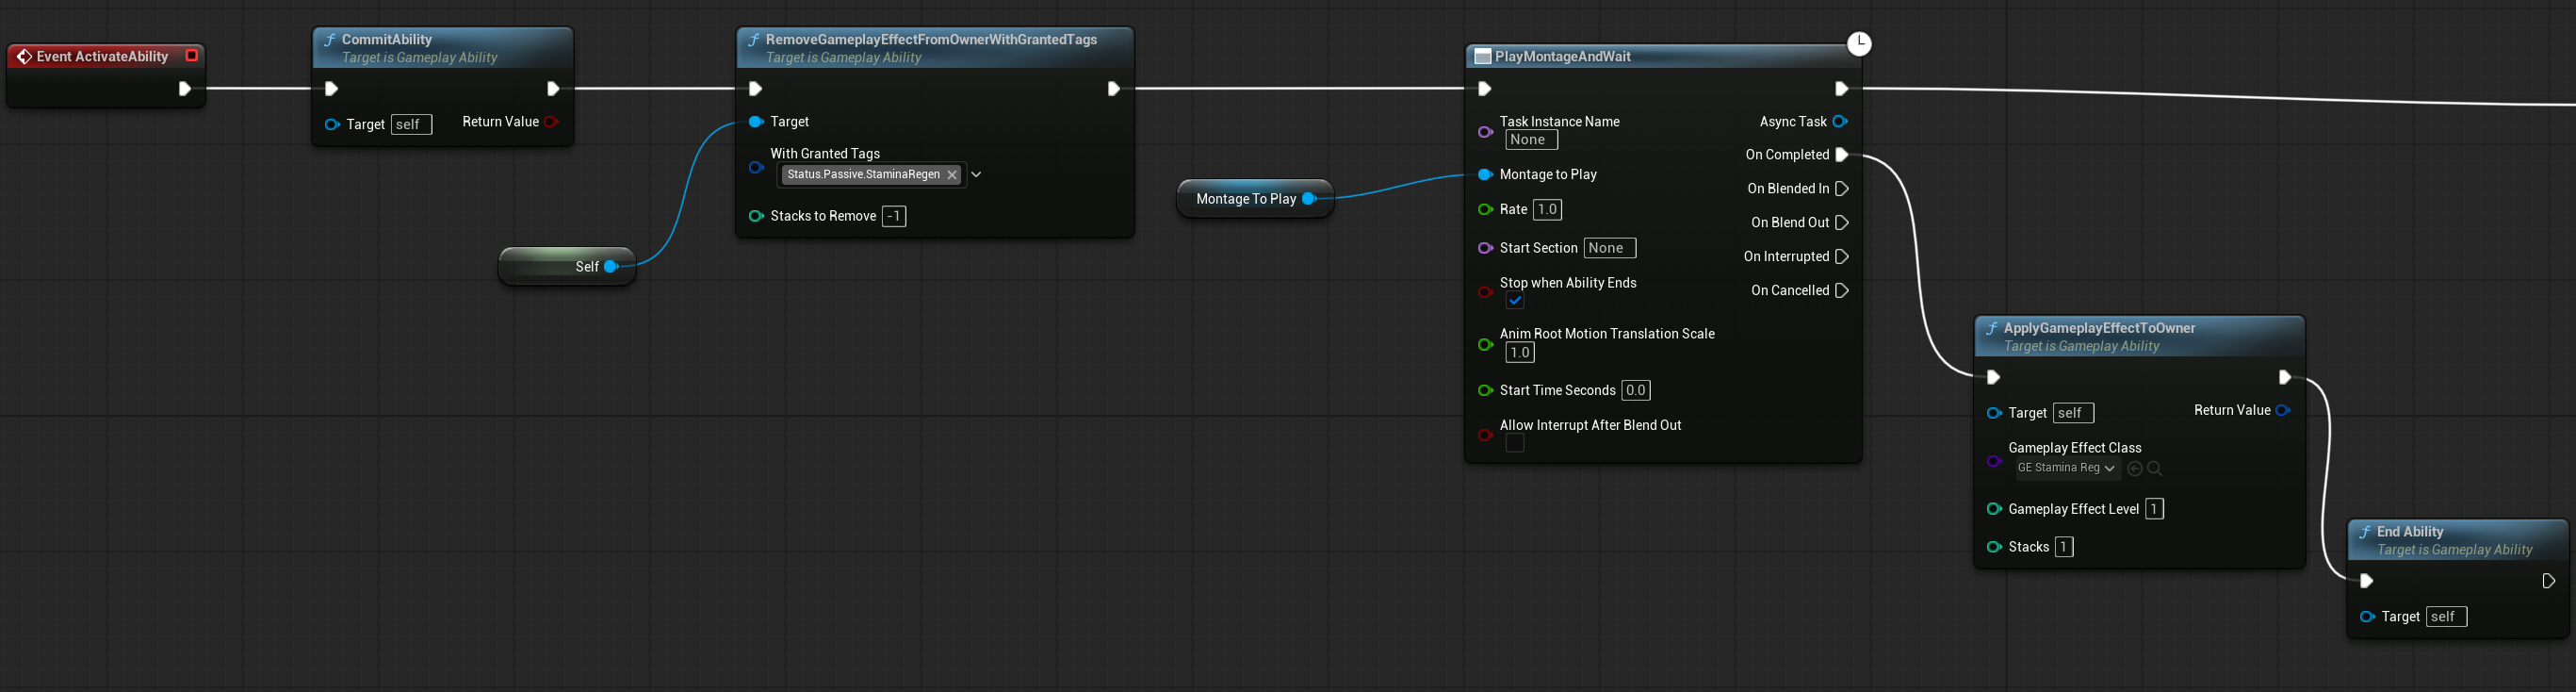 Event ActivateAbility
CommitAbility
Target is Gameplay Ability
Target self
Return Value
RemoveGameplayEffectFromOwnerWithGrantedTags
Target is Gameplay Ability
Target
With Granted Tags
Status.Passive.StaminaRegen
Stacks to Remove -1
Self
Montage To Play
PlayMontageAndWait
Task Instance Name
None
Montage to Play
Rate 1.0
Start Section None
Stop when Ability Ends
Anim Root Motion Translation Scale
1.0
Start Time Seconds 0.0
Allow Interrupt After Blend Out
Async Task
On Completed
On Blended In
On Blend Out
On Interrupted
On Cancelled
ApplyGameplayEffectToOwner
Target is Gameplay Ability
Target self
Return Value
Gameplay Effect Class
GE Stamina Reg
Gameplay Effect Level 1
Stacks 1
End Ability
Target is Gameplay Ability
Target self